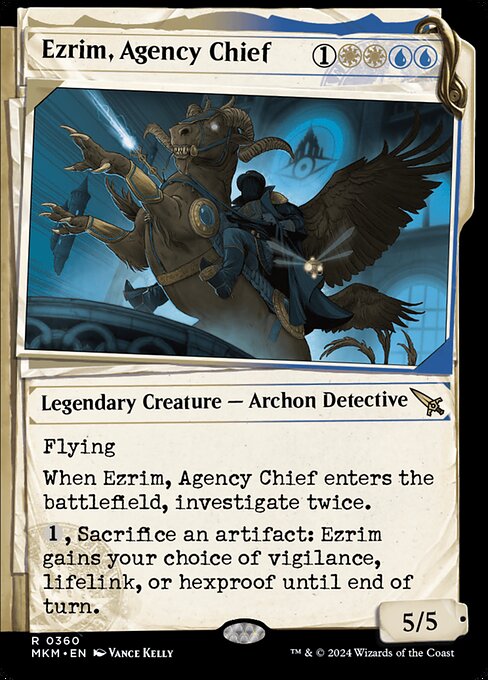 Ezrim, Agency Chief 1
Legendary Creature — Archon Detective
Flying
When Ezrim, Agency Chief enters the
battlefield, investigate twice.
1, Sacrifice an artifact: Ezrim
gains your choice of vigilance,
lifelink, or hexproof until end of
turn.
5/5
R 0360
MKM • EN VANCE KELLY
™ & © 2024 Wizards of the Coast